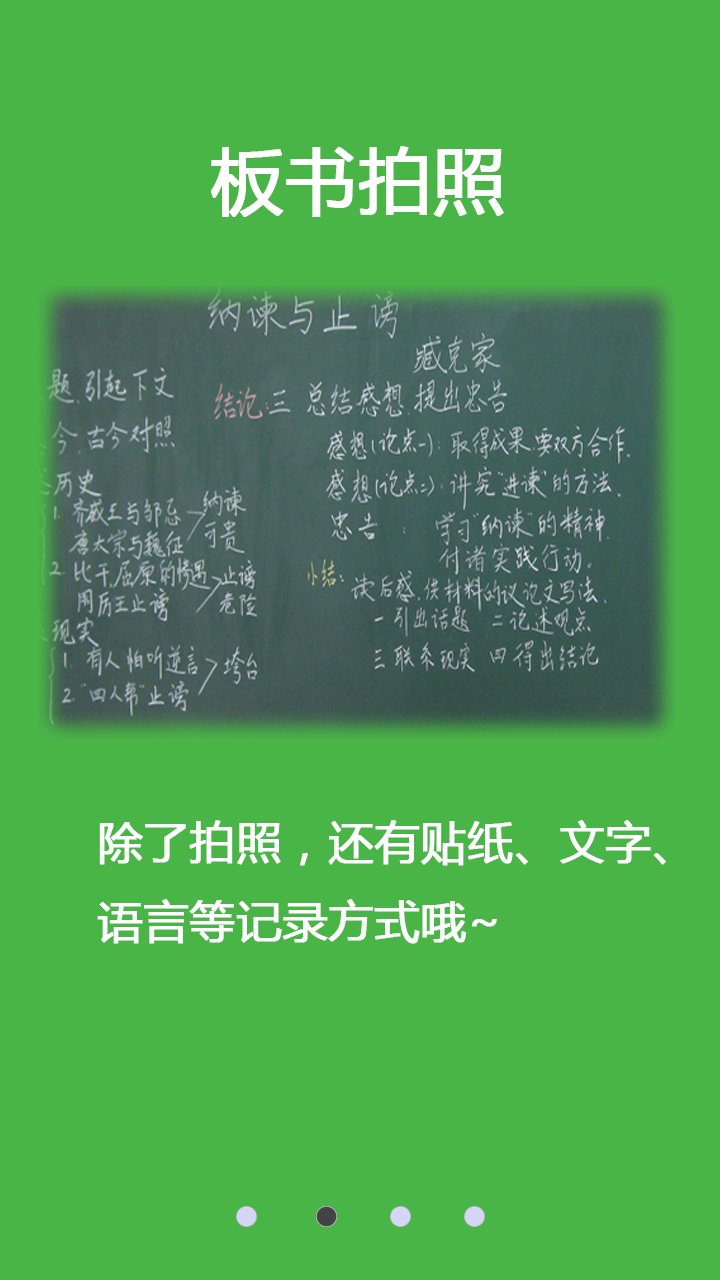 板书拍照
纳谏与止谤
臧克家
题.引起下文
今.古今对照
历史
1. 齐威王与邹忌
唐太宗与魏征
纳谏
可贵
2. 比干,屈原的惨遇
周厉王止谤
止谤
危险
现实
1. 有人怕听逆言
2. "四人帮"止谤
垮台
结论:三 总结感想.提出忠告
感想(论点一): 取得成果,要双方合作.
感想(论点二): 讲究"进谏"的方法.
忠告 : 学习"纳谏"的精神.
付诸实践行动。
小结: 读后感.供材料的议论文写法.
一引出话题 二论述观点
三联系现实 四得出结论
除了拍照，还有贴纸、文字、
语言等记录方式哦~